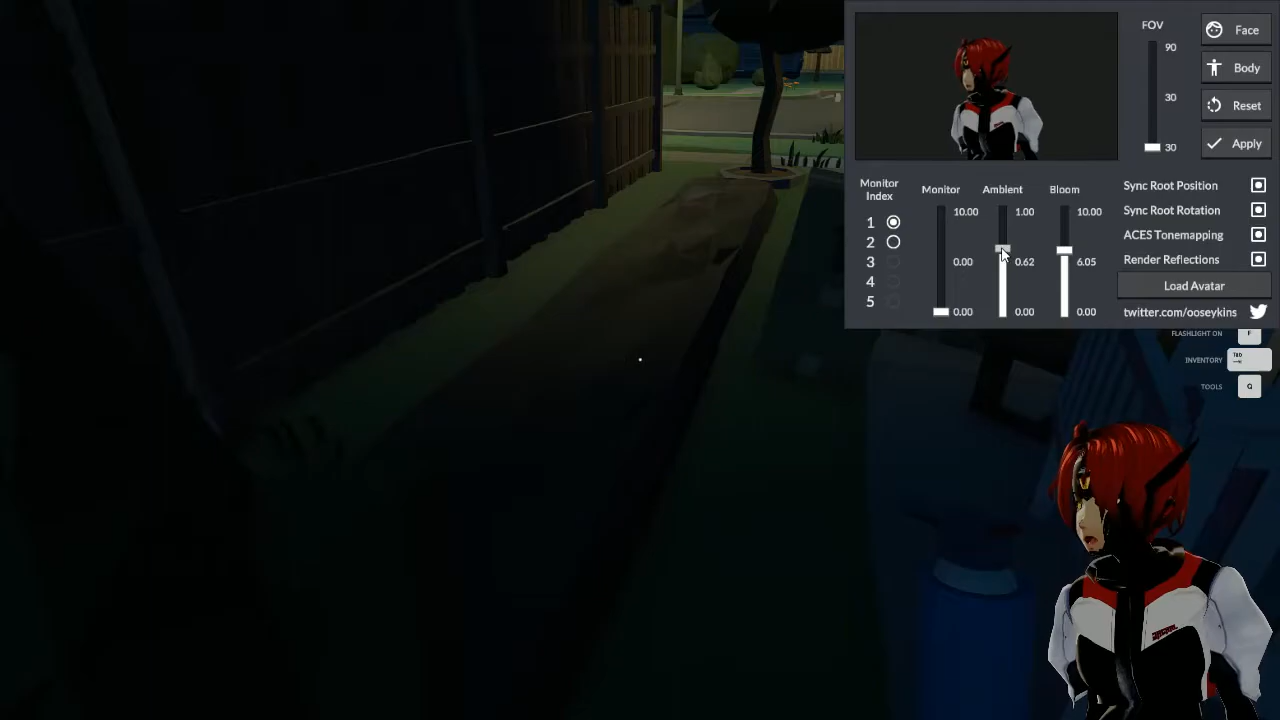 FOV
90
30
30
Face
Body
Reset
Apply
Monitor Index
1
2
3
4
5
Monitor
10.00
0.00
0.00
Ambient
1.00
0.62
0.00
Bloom
10.00
6.05
0.00
Sync Root Position
Sync Root Rotation
ACES Tonemapping
Render Reflections
Load Avatar
twitter.com/ooseykins
FLASHLIGHT ON F
INVENTORY TAB
TOOLS Q